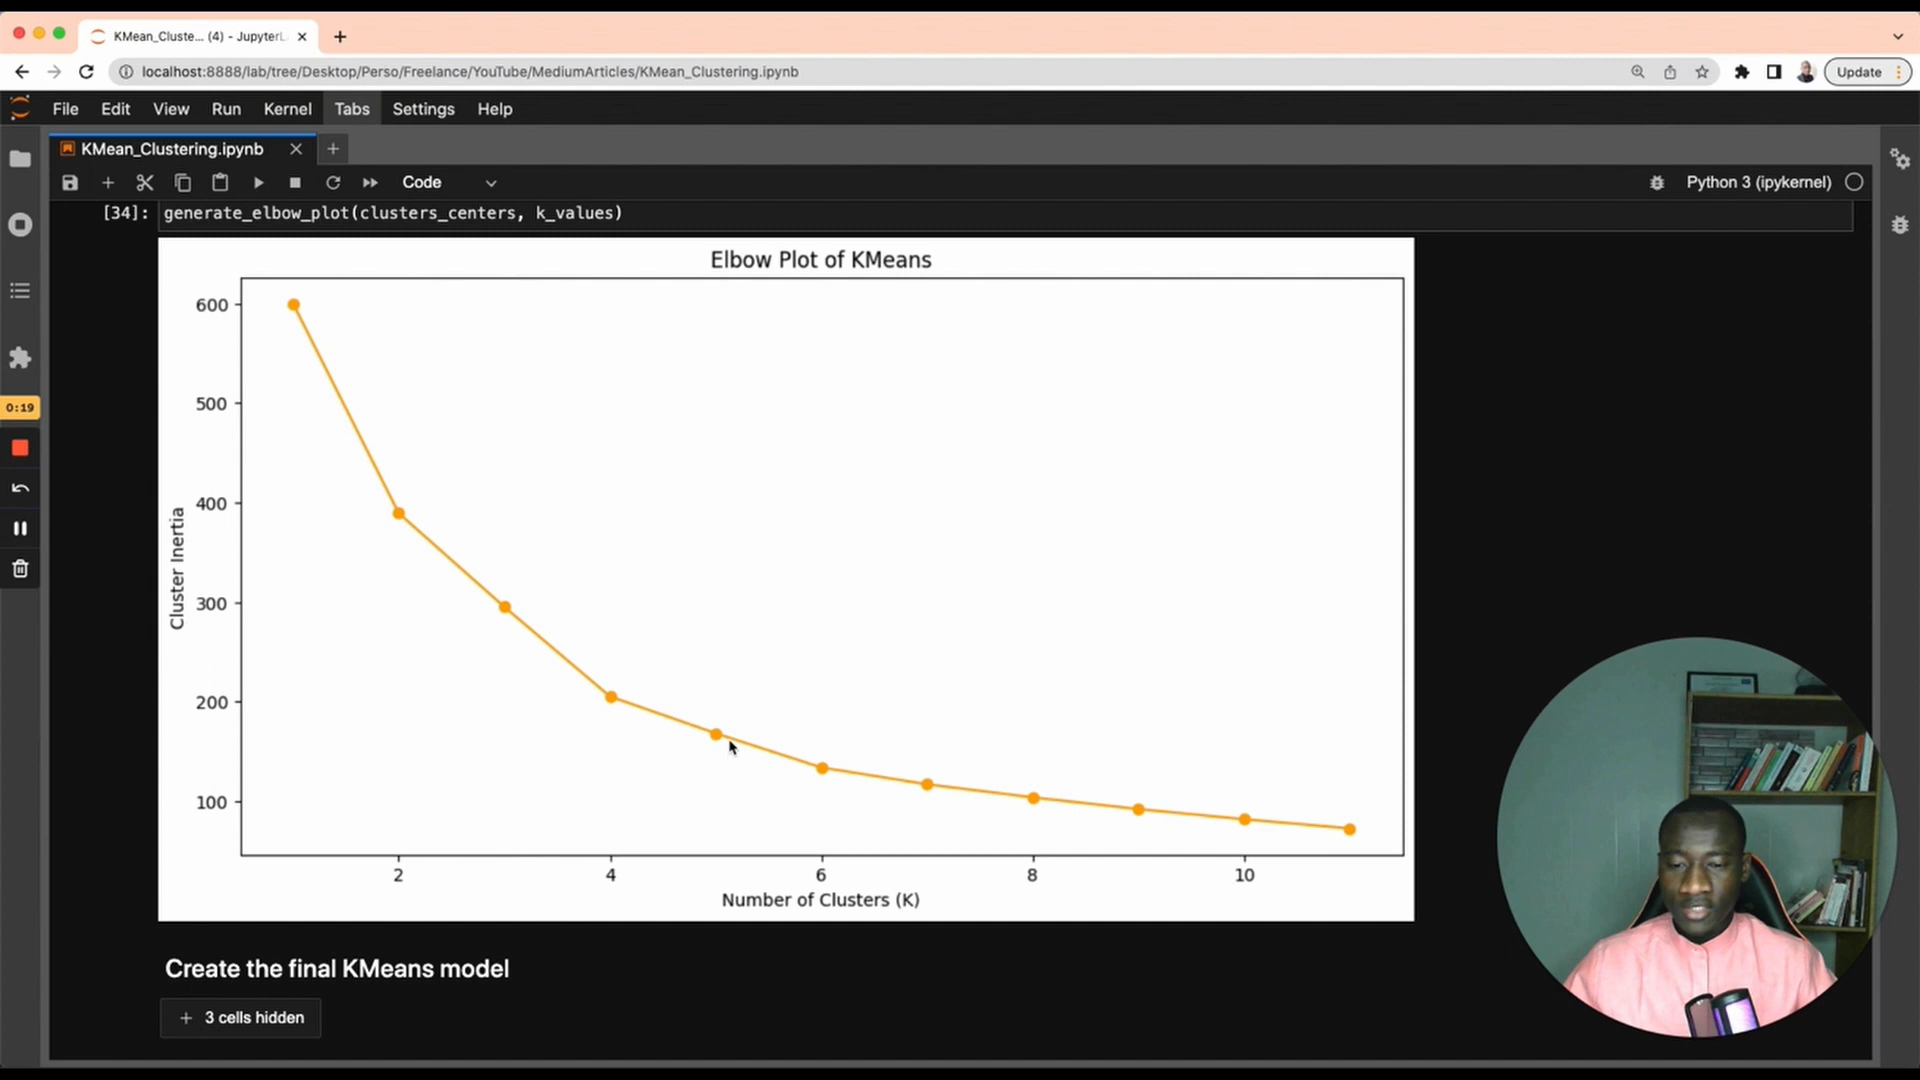 KMean_Cluste... (4) - JupyterL
localhost:8888/lab/tree/Desktop/Perso/Freelance/YouTube/MediumArticles/KMean_Clustering.ipynb
Update
File Edit View Run Kernel Tabs Settings Help
KMean_Clustering.ipynb
Code
Python 3 (ipykernel)
[34]: generate_elbow_plot(clusters_centers, k_values)
Elbow Plot of KMeans
600
500
400
300
200
100
Cluster Inertia
2 4 6 8 10
Number of Clusters (K)
0:19
Create the final KMeans model
+ 3 cells hidden